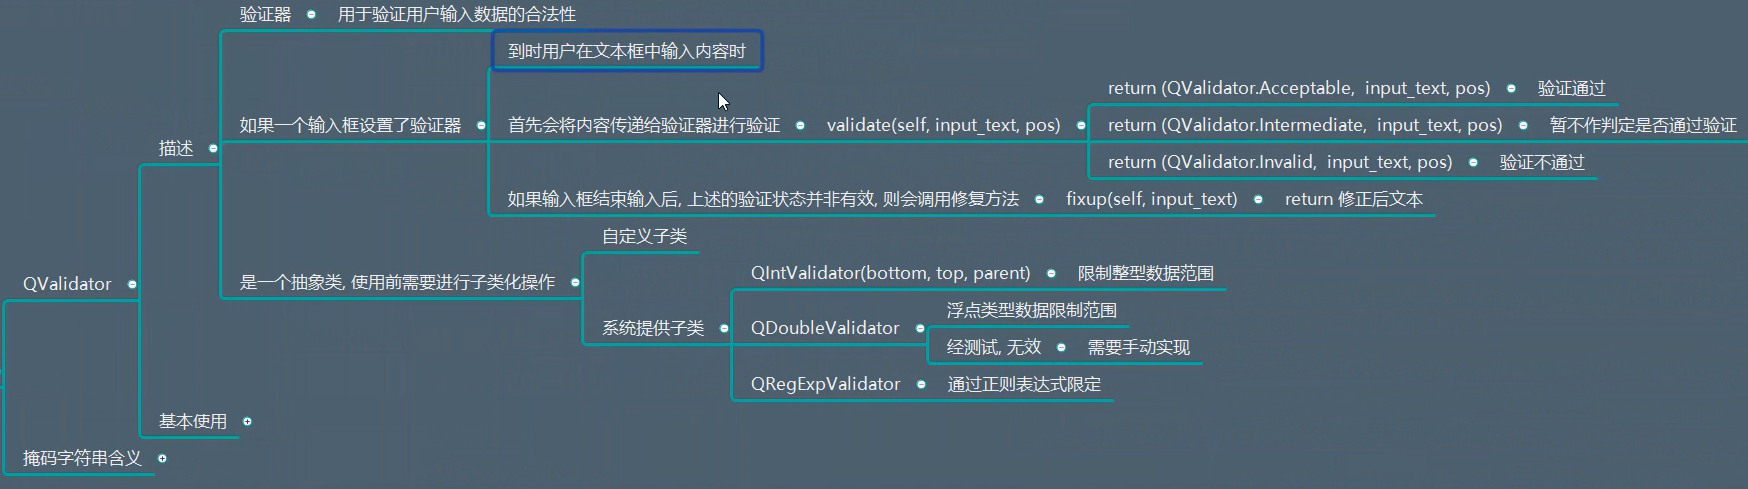 验证器
用于验证用户输入数据的合法性
到时用户在文本框中输入内容时
return (QValidator.Acceptable,  input_text, pos)
验证通过
如果一个输入框设置了验证器
首先会将内容传递给验证器进行验证
validate(self, input_text, pos)
return (QValidator.Intermediate,  input_text, pos)
暂不作判定是否通过验证
描述
return (QValidator.Invalid,  input_text, pos)
验证不通过
如果输入框结束输入后, 上述的验证状态并非有效, 则会调用修复方法
fixup(self, input_text)
return 修正后文本
自定义子类
QValidator
是一个抽象类, 使用前需要进行子类化操作
QIntValidator(bottom, top, parent)
限制整型数据范围
系统提供子类
QDoubleValidator
浮点类型数据限制范围
经测试, 无效
需要手动实现
QRegExpValidator
通过正则表达式限定
基本使用
掩码字符串含义